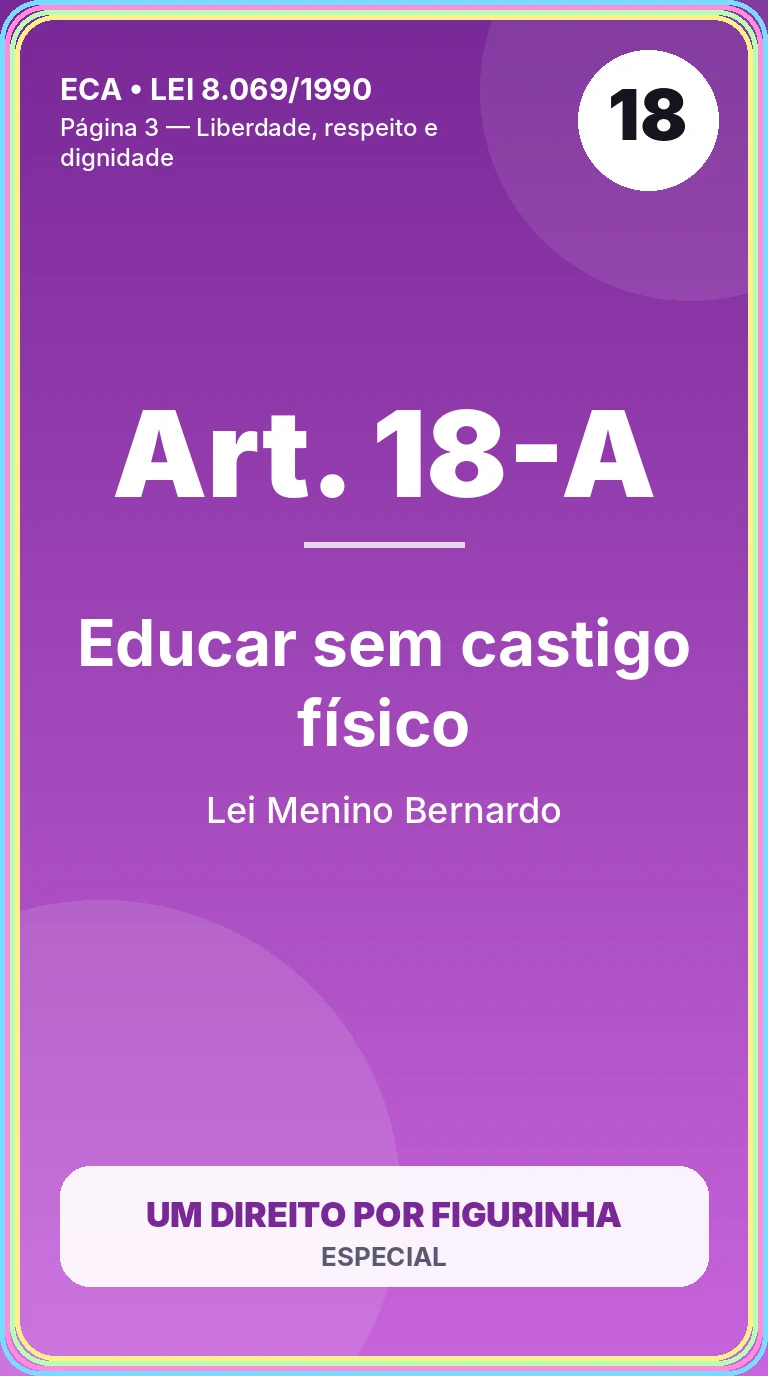 ECA • LEI 8.069/1990
Página 3 — Liberdade, respeito e
dignidade
18
Art. 18-A
Educar sem castigo
físico
Lei Menino Bernardo
UM DIREITO POR FIGURINHA
ESPECIAL